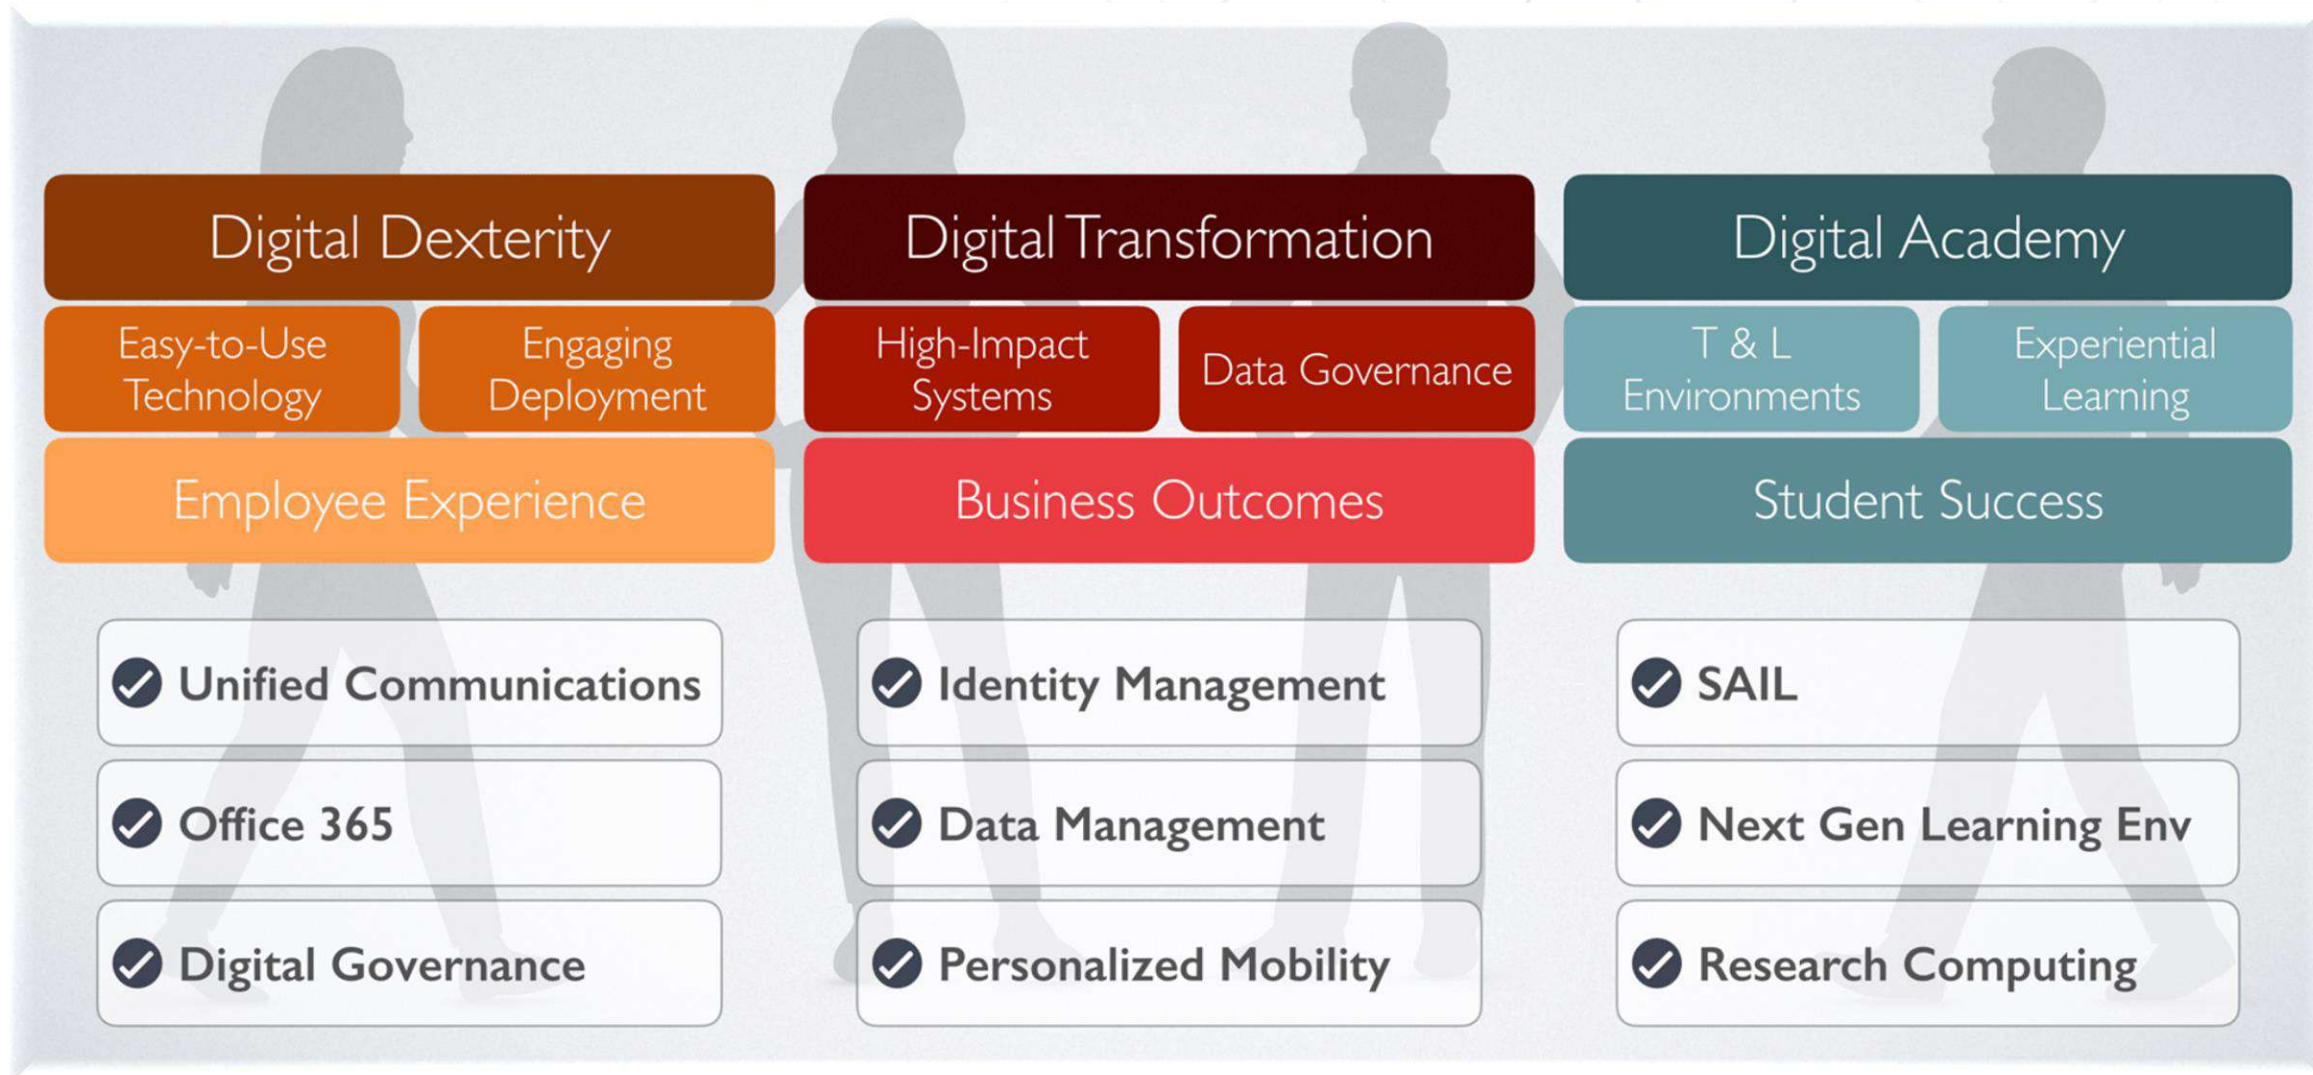 Digital Dexterity
Easy-to-Use
Technology
Engaging
Deployment
Employee Experience
Unified Communications
Office 365
Digital Governance
Digital Transformation
High-Impact
Systems
Data Governance
Business Outcomes
Identity Management
Data Management
Personalized Mobility
Digital Academy
T & L
Environments
Experiential
Learning
Student Success
SAIL
Next Gen Learning Env
Research Computing